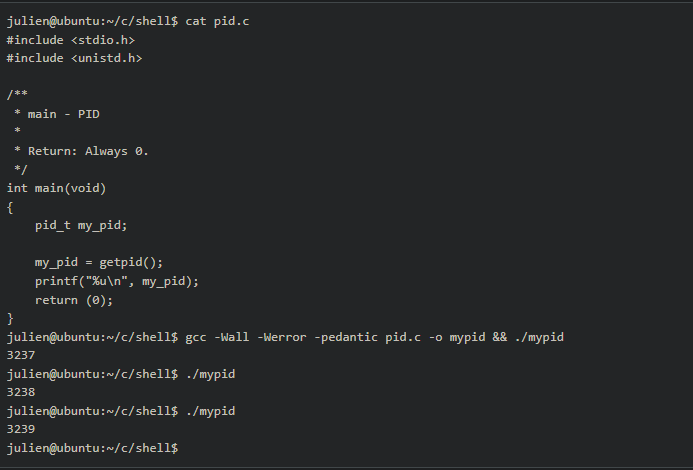 julien@ubuntu:~/c/shell$ cat pid.c
#include <stdio.h>
#include <unistd.h>

/**
 * main - PID
 *
 * Return: Always 0.
 */
int main(void)
{
    pid_t my_pid;

    my_pid = getpid();
    printf("%u\n", my_pid);
    return (0);
}
julien@ubuntu:~/c/shell$ gcc -Wall -Werror -pedantic pid.c -o mypid && ./mypid
3237
julien@ubuntu:~/c/shell$ ./mypid
3238
julien@ubuntu:~/c/shell$ ./mypid
3239
julien@ubuntu:~/c/shell$